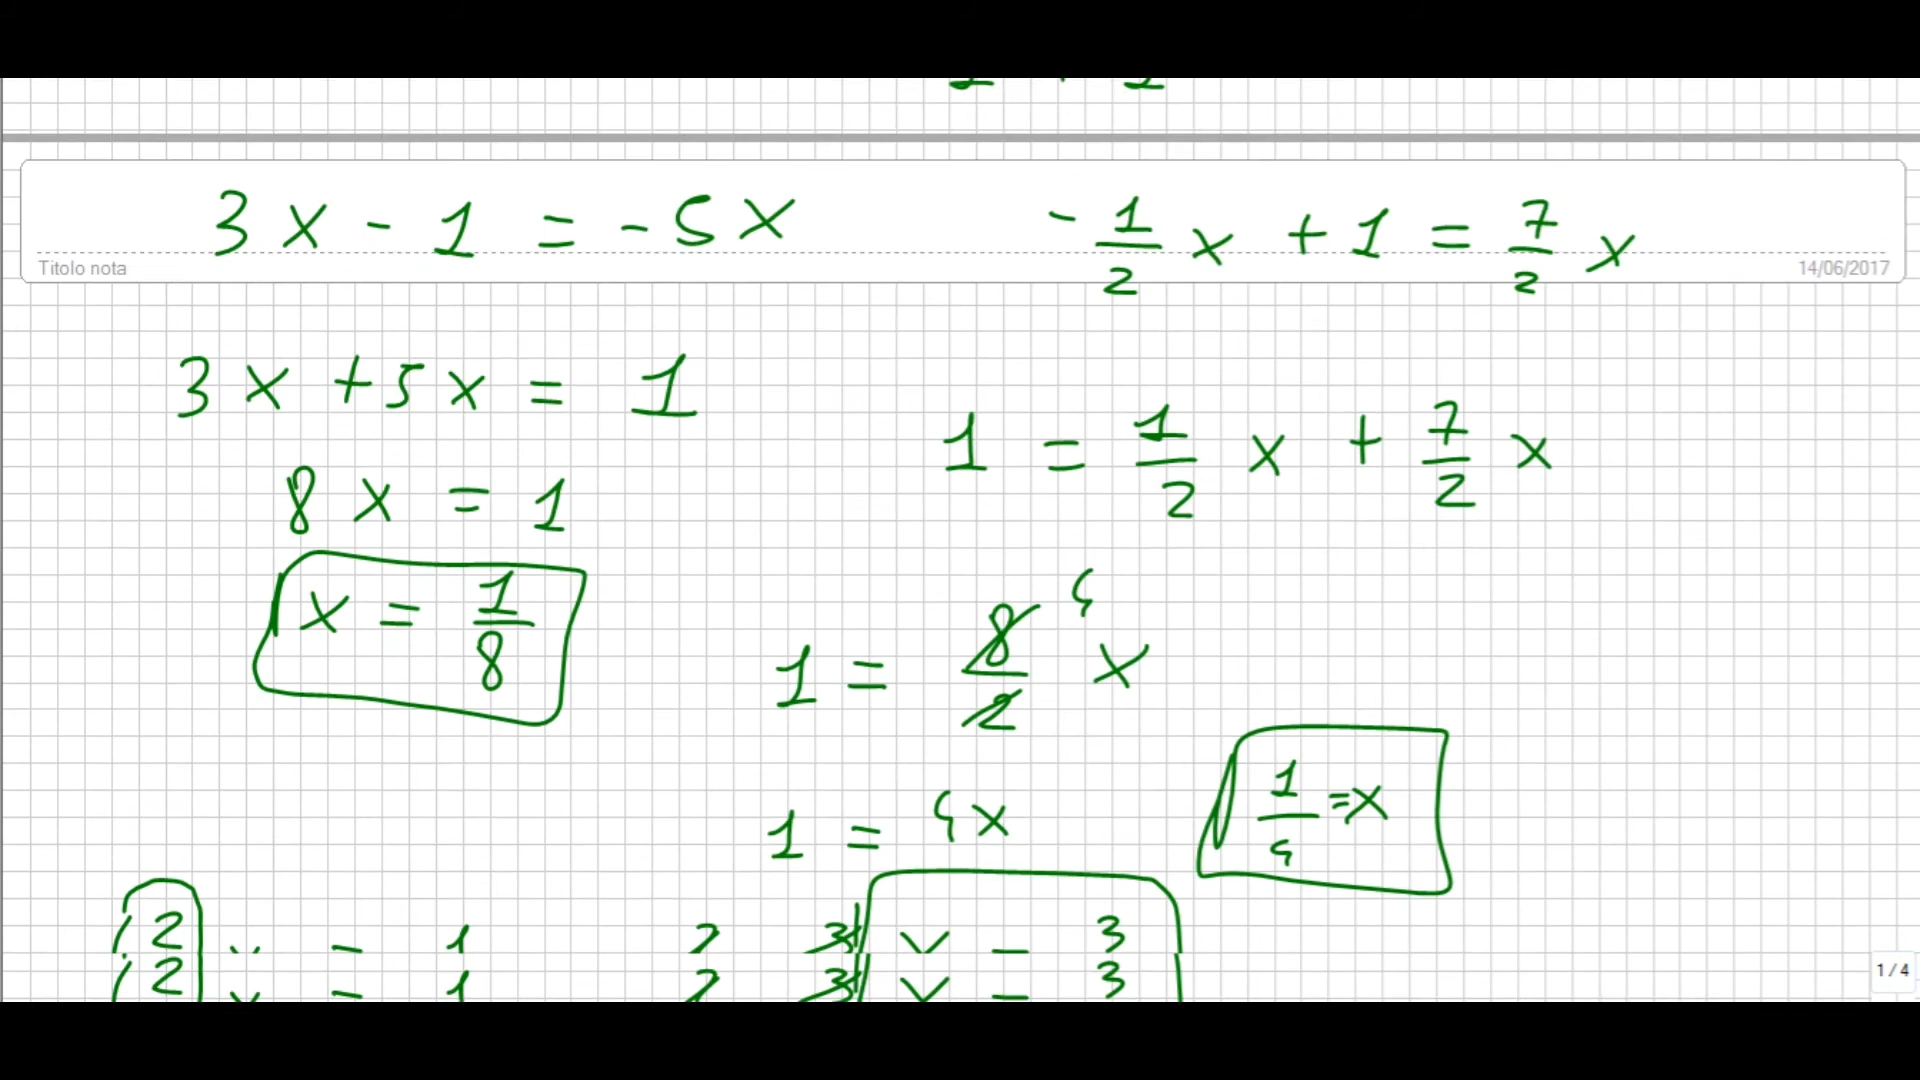 3x - 1 = -5x
-1/2 x + 1 = 7/2 x
Titolo nota
14/06/2017
3x + 5x = 1
8x = 1
x = 1/8
1 = 1/2 x + 7/2 x
1 = 8/2 4 x
1 = 4x
1/4 = x
1 / 4